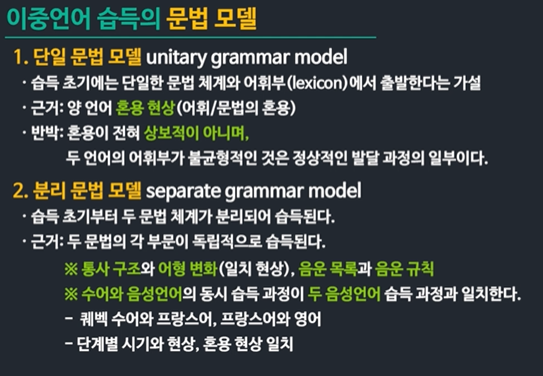 이중언어 습득의 문법 모델
1. 단일 문법 모델 unitary grammar model
· 습득 초기에는 단일한 문법 체계와 어휘부(lexicon)에서 출발한다는 가설
· 근거: 양 언어 혼용 현상(어휘/문법의 혼용)
· 반박: 혼용이 전혀 상보적이 아니며,
두 언어의 어휘부가 불균형적인 것은 정상적인 발달 과정의 일부이다.
2. 분리 문법 모델 separate grammar model
· 습득 초기부터 두 문법 체계가 분리되어 습득된다.
· 근거: 두 문법의 각 부문이 독립적으로 습득된다.
※ 통사 구조와 어형 변화(일치 현상), 음운 목록과 음운 규칙
※ 수어와 음성언어의 동시 습득 과정이 두 음성언어 습득 과정과 일치한다.
- 퀘벡 수어와 프랑스어, 프랑스어와 영어
- 단계별 시기와 현상, 혼용 현상 일치